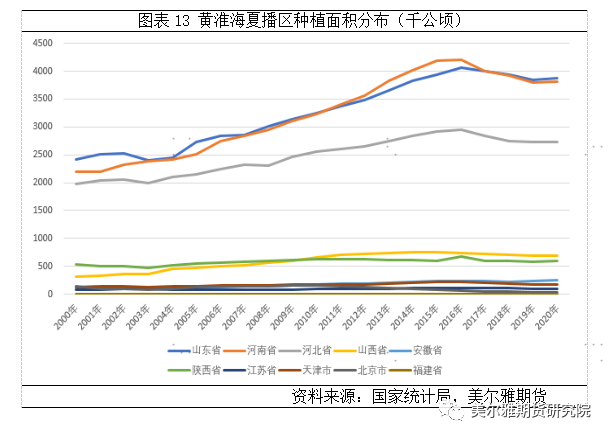 图表 13 黄淮海夏播区种植面积分布（千公顷）
4500
4000
3500
3000
2500
2000
1500
1000
500
0
2000年 2001年 2002年 2003年 2004年 2005年 2006年 2007年 2008年 2009年 2010年 2011年 2012年 2013年 2014年 2015年 2016年 2017年 2018年 2019年 2020年
山东省 河南省 河北省 山西省 安徽省
陕西省 江苏省 天津市 北京市 福建省
资料来源：国家统计局，美尔雅期货
美尔雅期货研究院